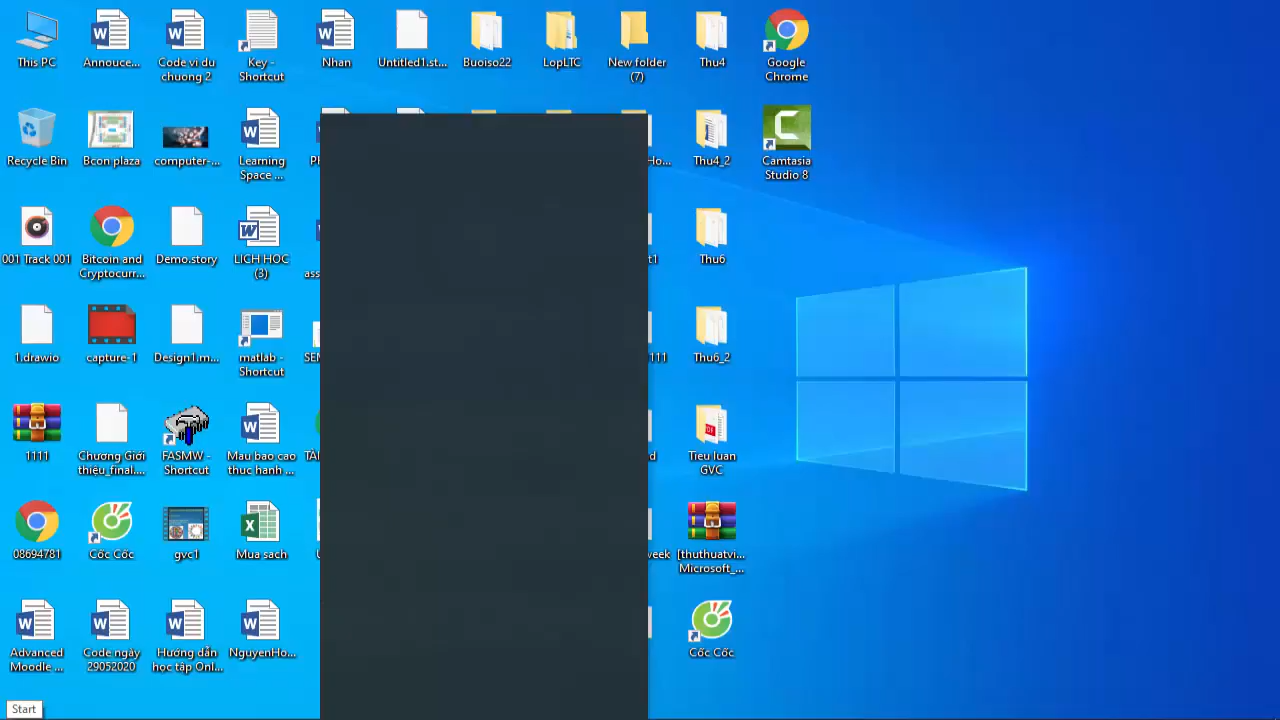 This PC
Annouce...
Code vi du
chuong 2
Key -
Shortcut
Nhan
Untitled1.st...
Buoiso22
LopLTC
New folder
(7)
Thu4
Google
Chrome
Recycle Bin
Bcon plaza
computer-...
Learning
Space ...
Thu4_2
Camtasia
Studio 8
001 Track 001
Bitcoin and
Cryptocurr...
Demo.story
LICH HOC
(3)
Thu6
1.drawio
capture-1
Design1.m...
matlab -
Shortcut
Thu6_2
1111
Chương Giới
thiệu_final....
FASMW -
Shortcut
Mau bao cao
thuc hanh ...
Tieu luan
GVC
08694781
Cốc Cốc
gvc1
Mua sach
[thuthuatvi...
Microsoft_...
Advanced
Moodle ...
Code ngày
29052020
Hướng dẫn
học tập Onl...
NguyenHo...
Cốc Cốc
Start